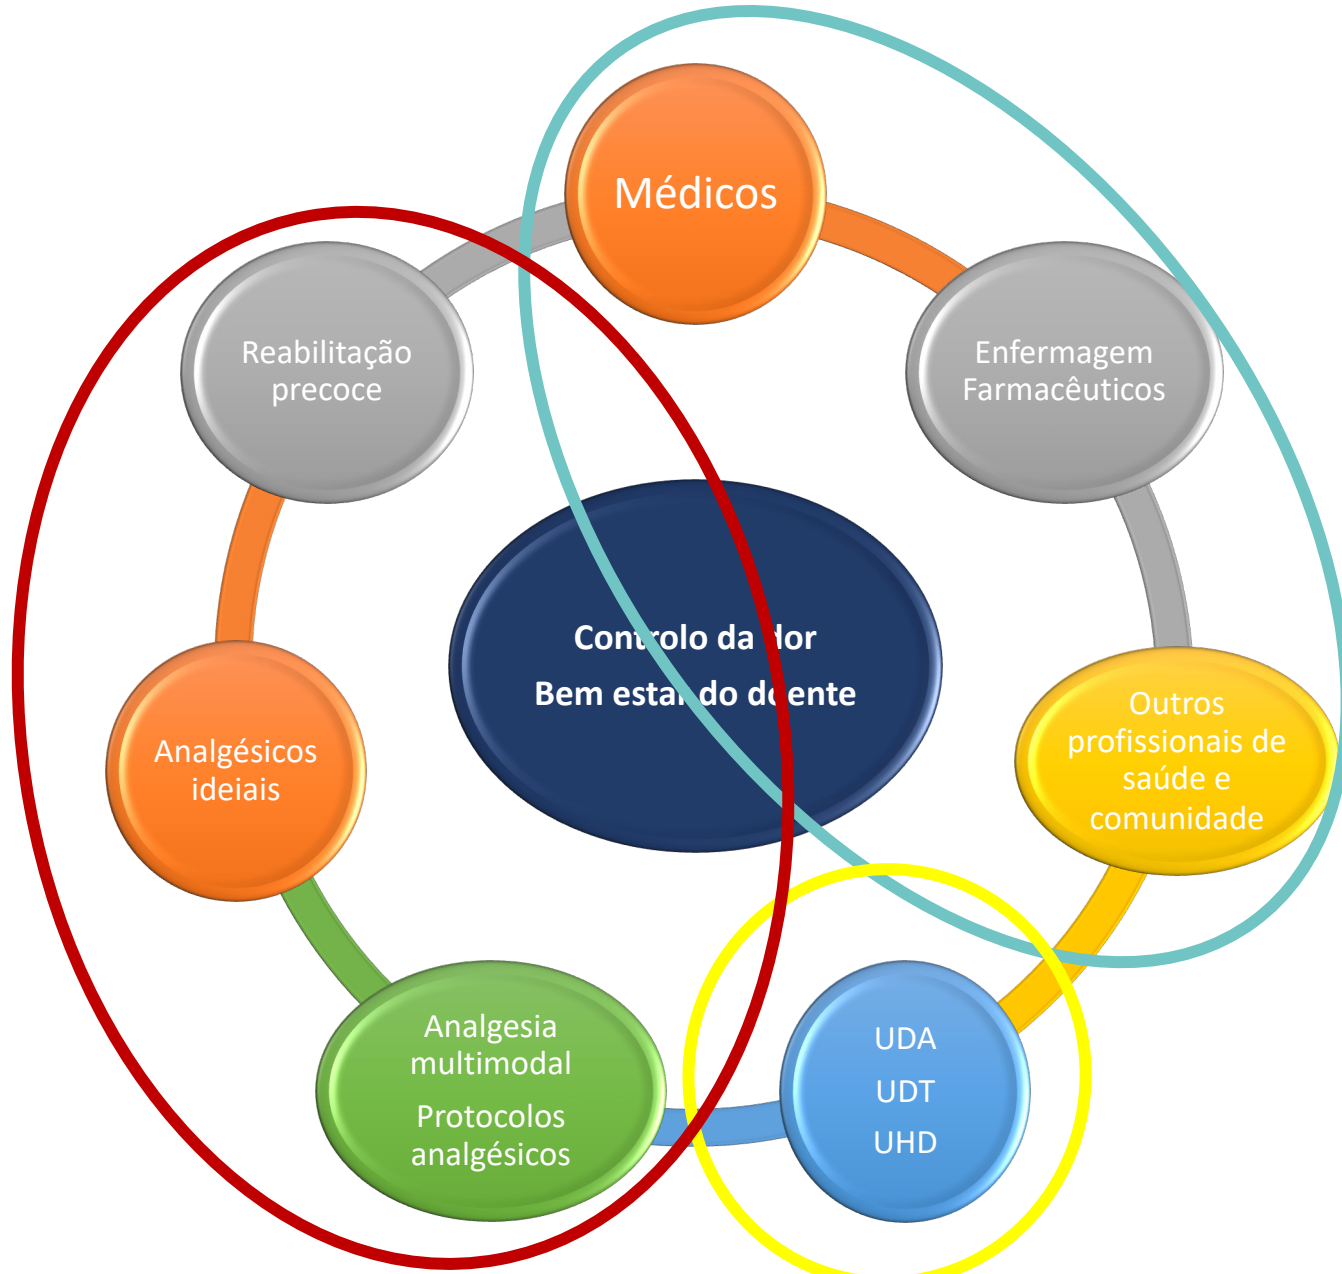 Médicos
Enfermagem
Farmacêuticos
Outros
profissionais de
saúde e
comunidade
UDA
UDT
UHD
Analgesia
multimodal
Protocolos
analgésicos
Analgésicos
ideiais
Reabilitação
precoce
Controlo da dor
Bem estar do doente